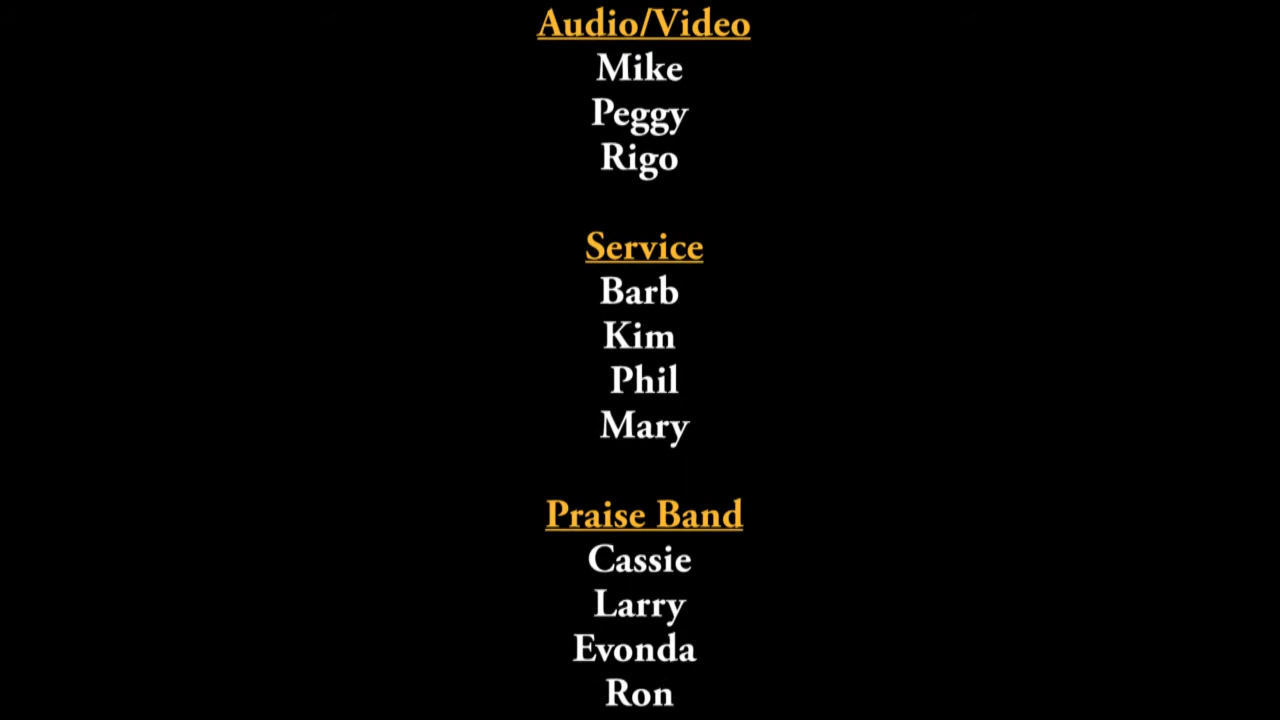 Audio/Video
Mike
Peggy
Rigo
Service
Barb
Kim
Phil
Mary
Praise Band
Cassie
Larry
Evonda
Ron